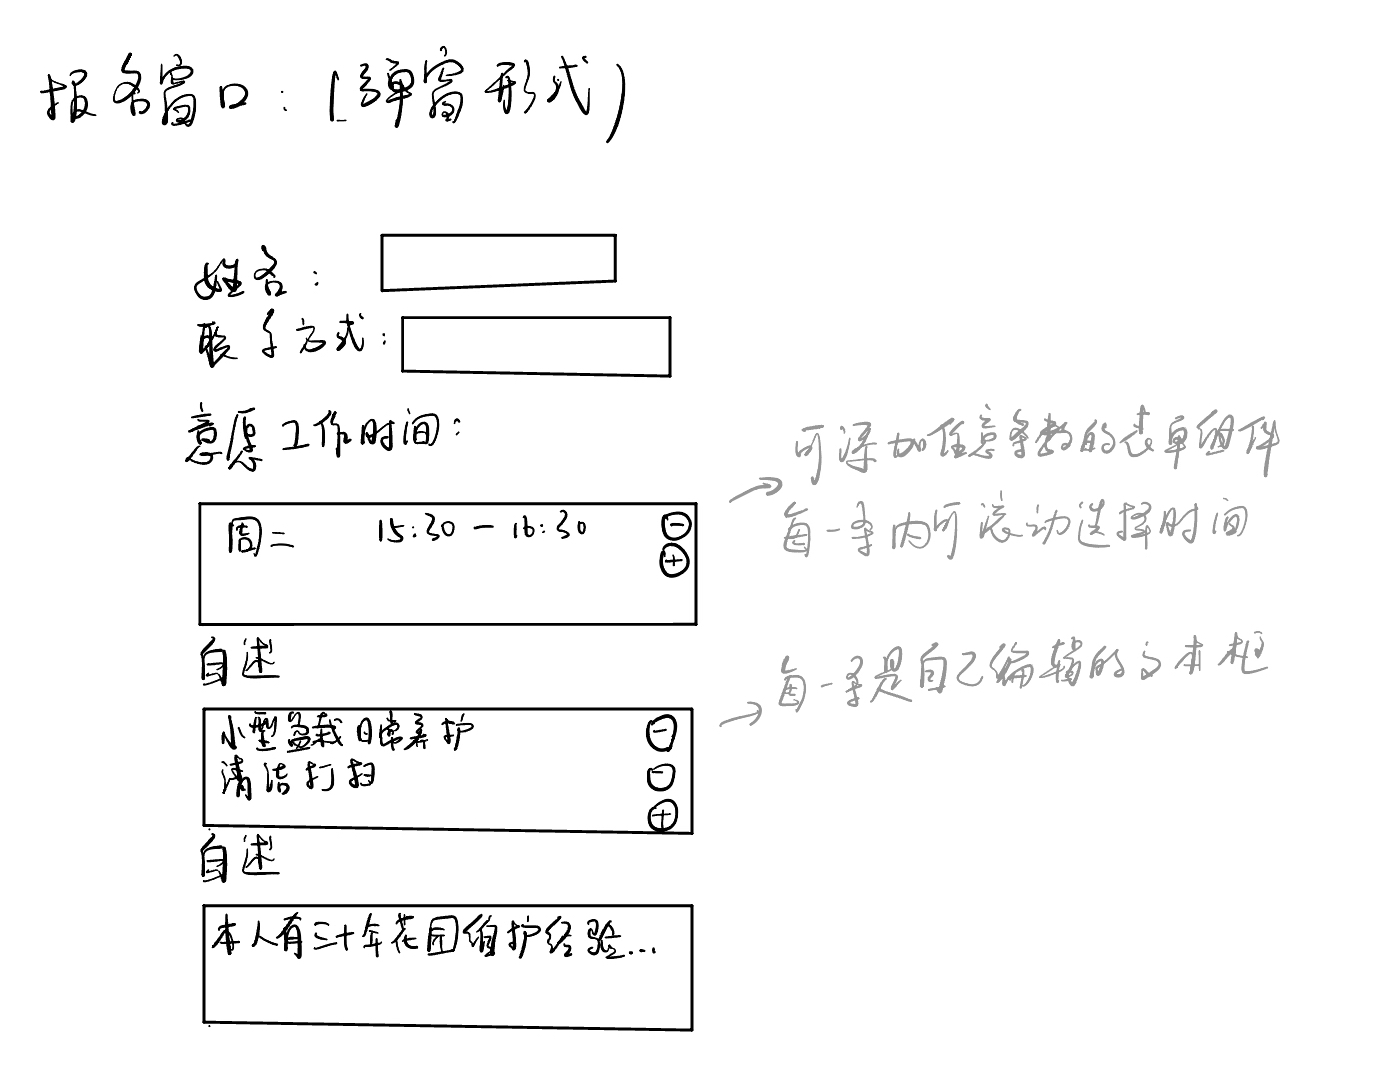 报名窗口：（弹窗形式）
姓名：
联系方式：
意愿工作时间：
周二 15:30－16:30
可添加任意条数的表单组件
每一条内可滚动选择时间
自述
小型盆栽日常养护
清洁打扫
每一条是自己编辑的文本框
自述
本人有三十年花园维护经验...